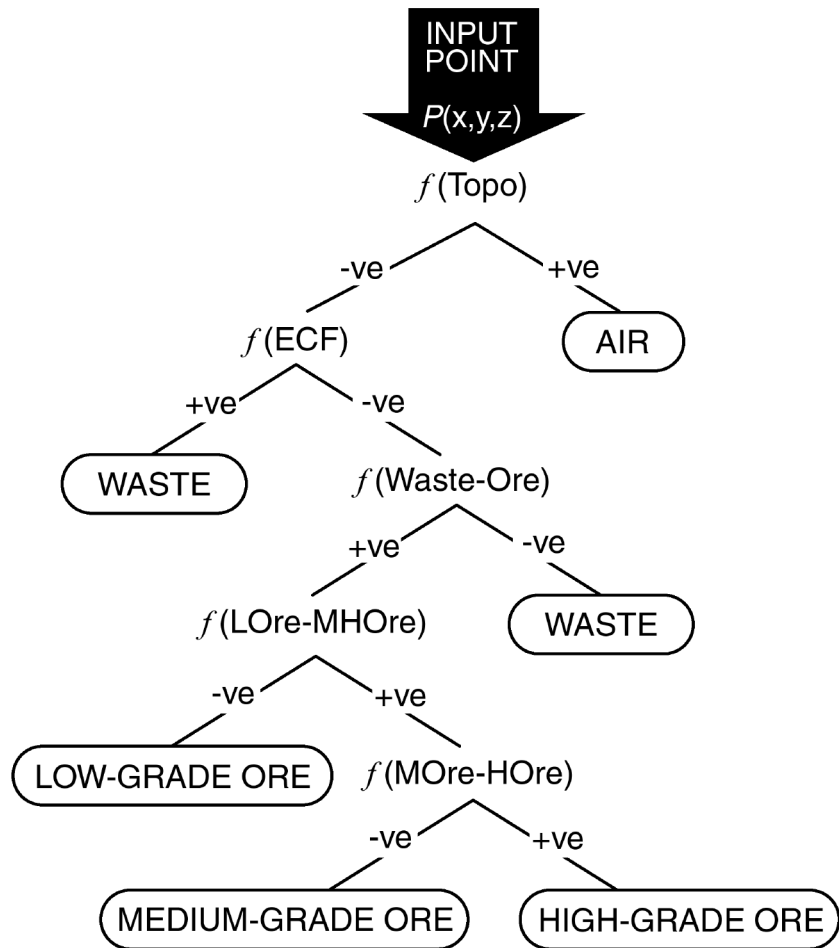 INPUT
POINT
P(x,y,z)
f(Topo)
-ve
+ve
f(ECF)
AIR
+ve
-ve
WASTE
f(Waste-Ore)
+ve
-ve
f(LOre-MHOre)
WASTE
-ve
+ve
LOW-GRADE ORE
f(MOre-HOre)
-ve
+ve
MEDIUM-GRADE ORE
HIGH-GRADE ORE